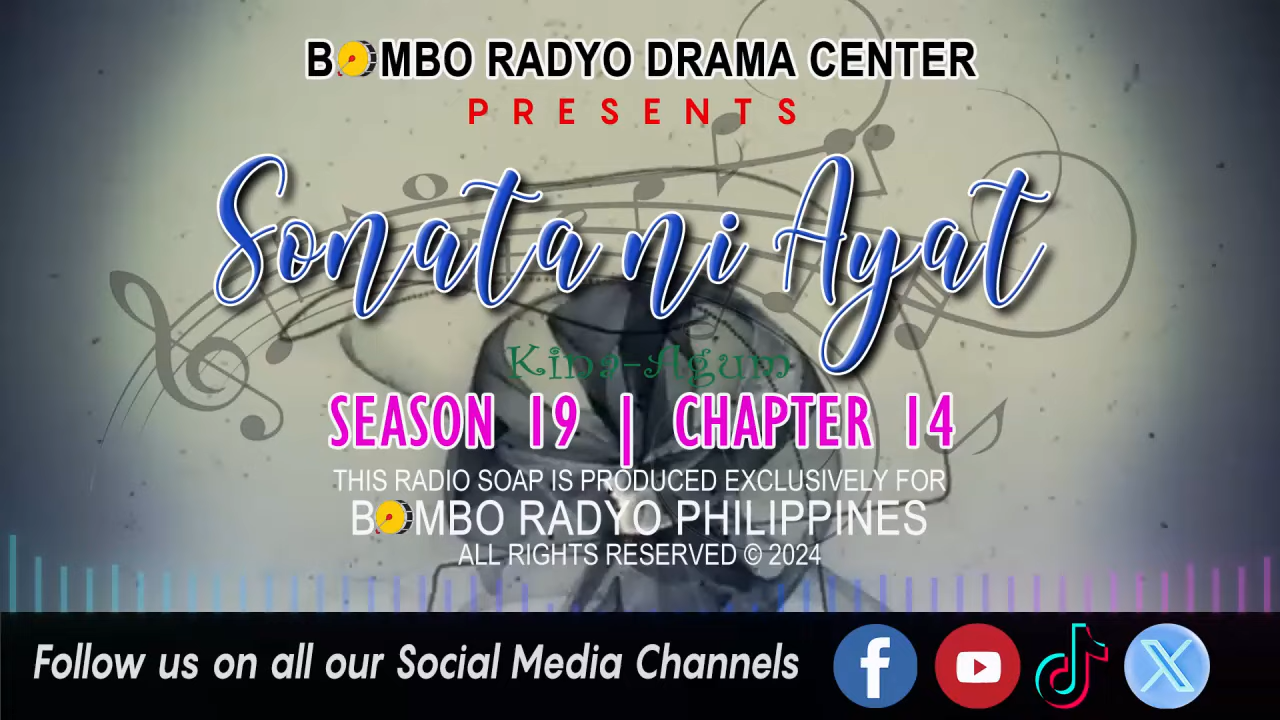 BOMBO RADYO DRAMA CENTER
PRESENTS
Sonata ni Ayat
Kina-Agum
SEASON 19 | CHAPTER 14
THIS RADIO SOAP IS PRODUCED EXCLUSIVELY FOR
BOMBO RADYO PHILIPPINES
ALL RIGHTS RESERVED © 2024
Follow us on all our Social Media Channels